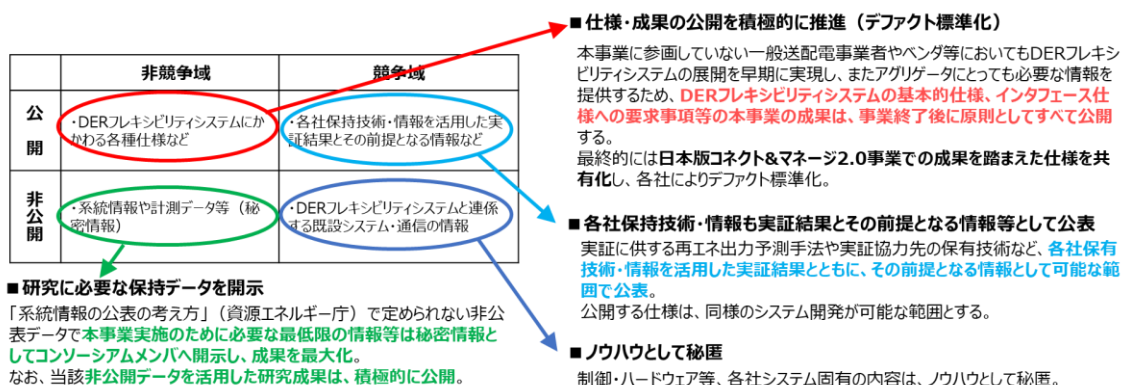 非競争域
競争域
公開
・DERフレキシビリティシステムにか
かわる各種仕様など
・各社保持技術・情報を活用した実
証結果とその前提となる情報など
非公開
・系統情報や計測データ等（秘
密情報）
・DERフレキシビリティシステムと連係
する既設システム・通信の情報
■研究に必要な保持データを開示
「系統情報の公表の考え方」（資源エネルギー庁）で定められない非公
表データで本事業実施のために必要な最低限の情報等は秘密情報と
してコンソーシアムメンバへ開示し、成果を最大化。
なお、当該非公開データを活用した研究成果は、積極的に公開。
■仕様・成果の公開を積極的に推進（デファクト標準化）
本事業に参画していない一般送配電事業者やベンダ等においてもDERフレキシ
ビリティシステムの展開を早期に実現し、またアグリゲータにとっても必要な情報を
提供するため、DERフレキシビリティシステムの基本的仕様、インタフェース仕
様への要求事項等の本事業の成果は、事業終了後に原則としてすべて公開
する。
最終的には日本版コネクト&マネージ2.0事業での成果を踏まえた仕様を共
有化し、各社によりデファクト標準化。
■各社保持技術・情報も実証結果とその前提となる情報等として公表
実証に供する再エネ出力予測手法や実証協力先の保有技術など、各社保有
技術・情報を活用した実証結果とともに、その前提となる情報として可能な範
囲で公表。
公開する仕様は、同様のシステム開発が可能な範囲とする。
■ノウハウとして秘匿
制御・ハードウェア等、各社システム固有の内容は、ノウハウとして秘匿。